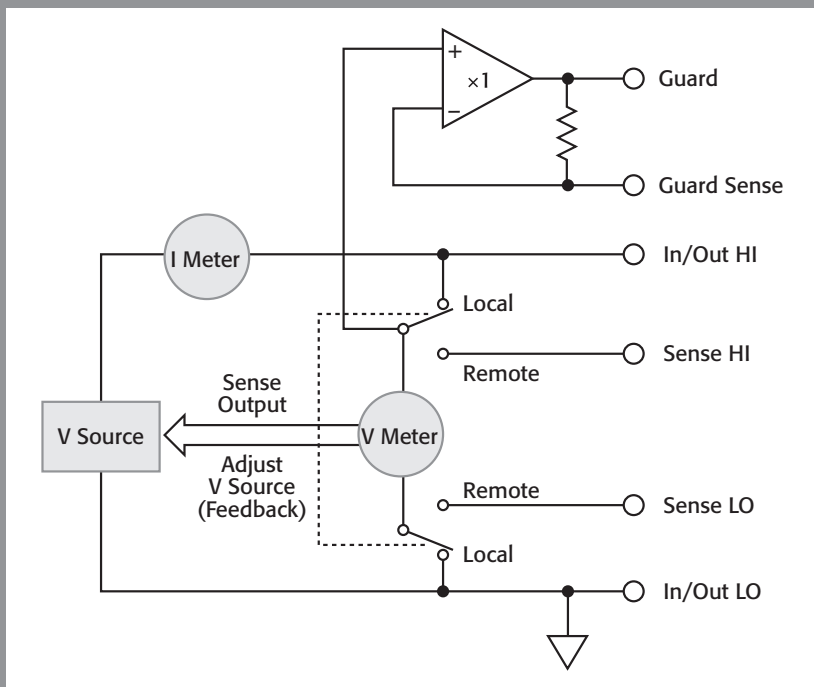 +
×1
−
Guard
Guard Sense
I Meter
In/Out HI
Local
Sense HI
Remote
Sense
Output
V Source
V Meter
Adjust
V Source
(Feedback)
Remote
Sense LO
Local
In/Out LO